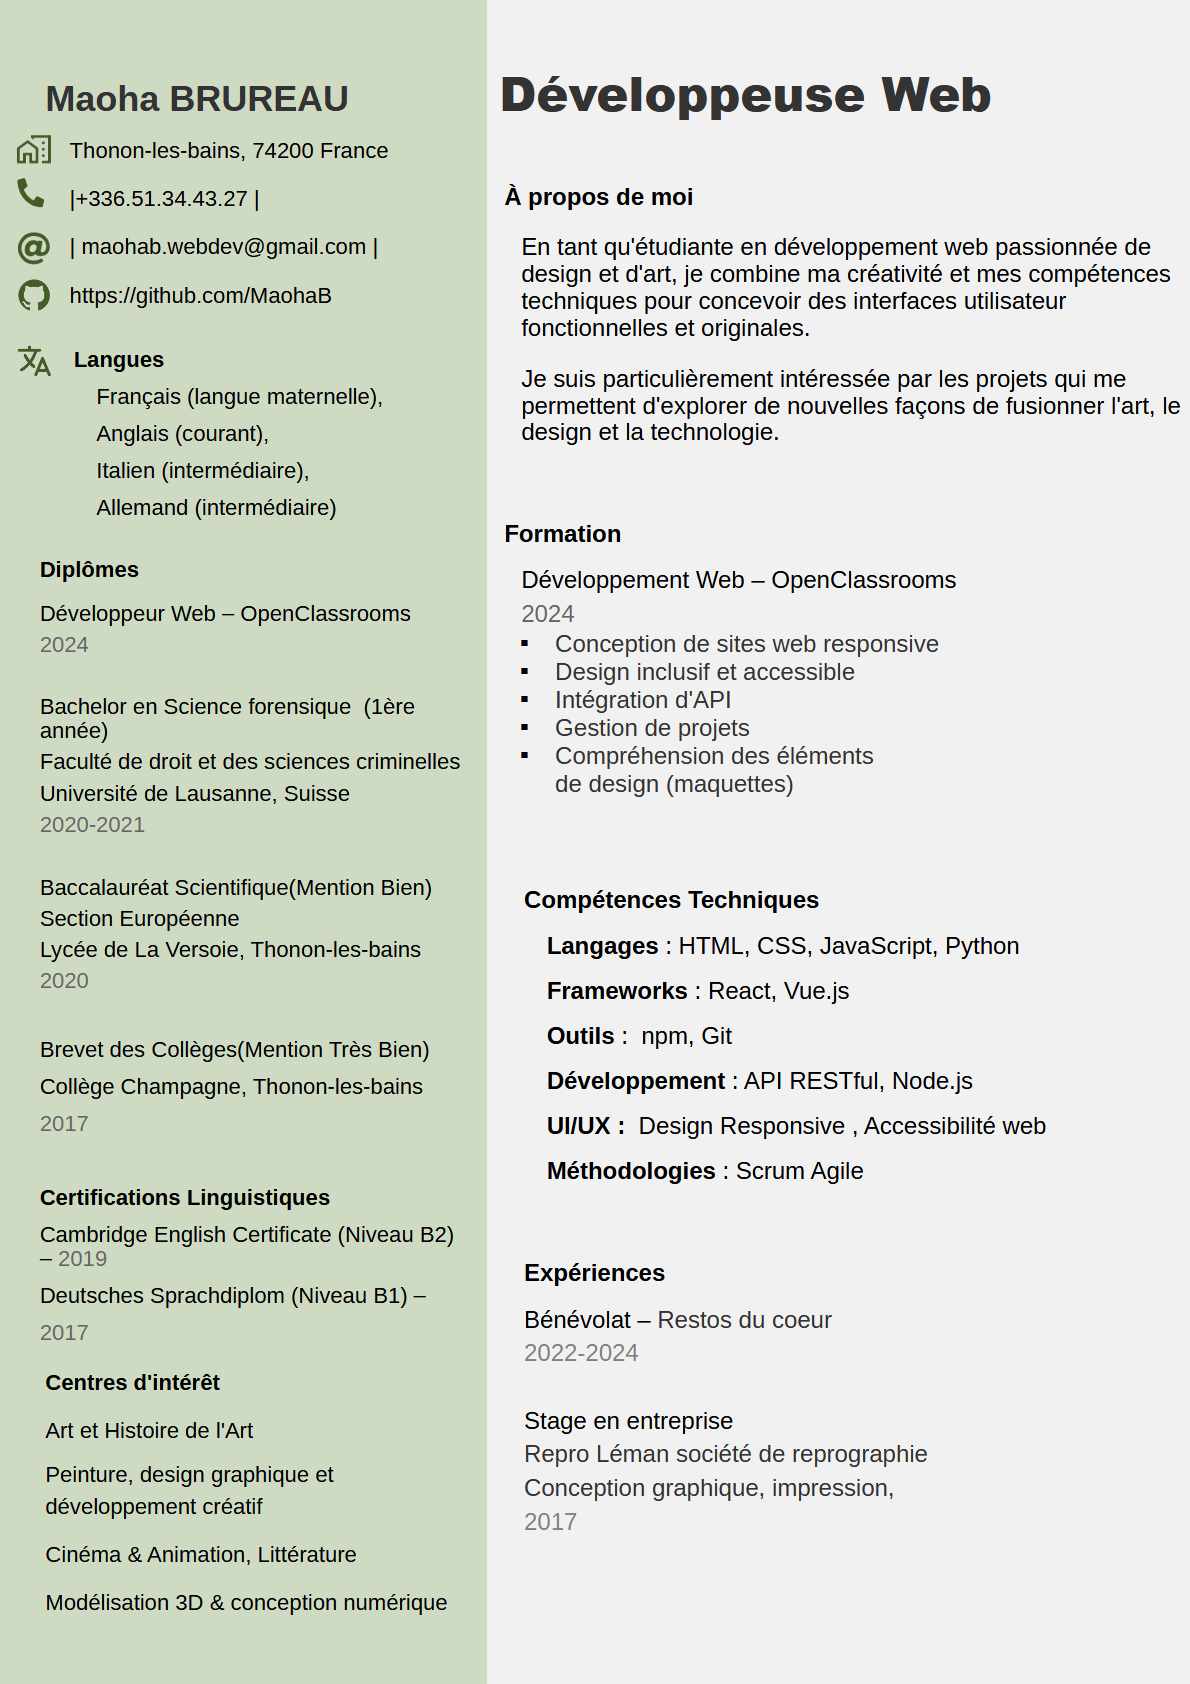 Maoha BRUREAU
Thonon-les-bains, 74200 France
|+336.51.34.43.27 |
| maohab.webdev@gmail.com |
https://github.com/MaohaB
Langues
Français (langue maternelle),
Anglais (courant),
Italien (intermédiaire),
Allemand (intermédiaire)
Diplômes
Développeur Web – OpenClassrooms
2024
Bachelor en Science forensique  (1ère
année)
Faculté de droit et des sciences criminelles
Université de Lausanne, Suisse
2020-2021
Baccalauréat Scientifique(Mention Bien)
Section Européenne
Lycée de La Versoie, Thonon-les-bains
2020
Brevet des Collèges(Mention Très Bien)
Collège Champagne, Thonon-les-bains
2017
Certifications Linguistiques
Cambridge English Certificate (Niveau B2)
– 2019
Deutsches Sprachdiplom (Niveau B1) –
2017
Centres d'intérêt
Art et Histoire de l'Art
Peinture, design graphique et
développement créatif
Cinéma & Animation, Littérature
Modélisation 3D & conception numérique
Développeuse Web
À propos de moi
En tant qu'étudiante en développement web passionnée de
design et d'art, je combine ma créativité et mes compétences
techniques pour concevoir des interfaces utilisateur
fonctionnelles et originales.
Je suis particulièrement intéressée par les projets qui me
permettent d'explorer de nouvelles façons de fusionner l'art, le
design et la technologie.
Formation
Développement Web – OpenClassrooms
2024
▪ Conception de sites web responsive
▪ Design inclusif et accessible
▪ Intégration d'API
▪ Gestion de projets
▪ Compréhension des éléments
de design (maquettes)
Compétences Techniques
Langages : HTML, CSS, JavaScript, Python
Frameworks : React, Vue.js
Outils :  npm, Git
Développement : API RESTful, Node.js
UI/UX :  Design Responsive , Accessibilité web
Méthodologies : Scrum Agile
Expériences
Bénévolat – Restos du coeur
2022-2024
Stage en entreprise
Repro Léman société de reprographie
Conception graphique, impression,
2017